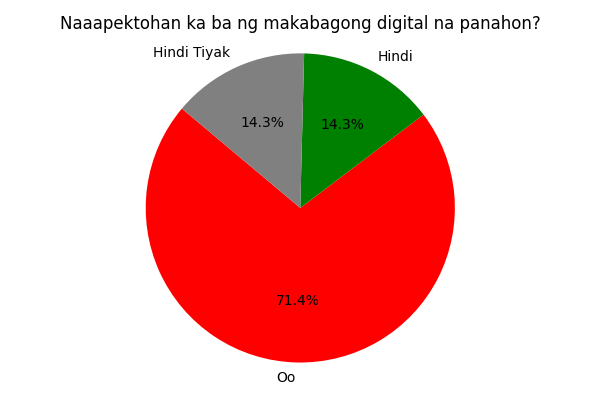 Naaapektohan ka ba ng makabagong digital na panahon?
Hindi Tiyak
Hindi
14.3%
14.3%
71.4%
Oo